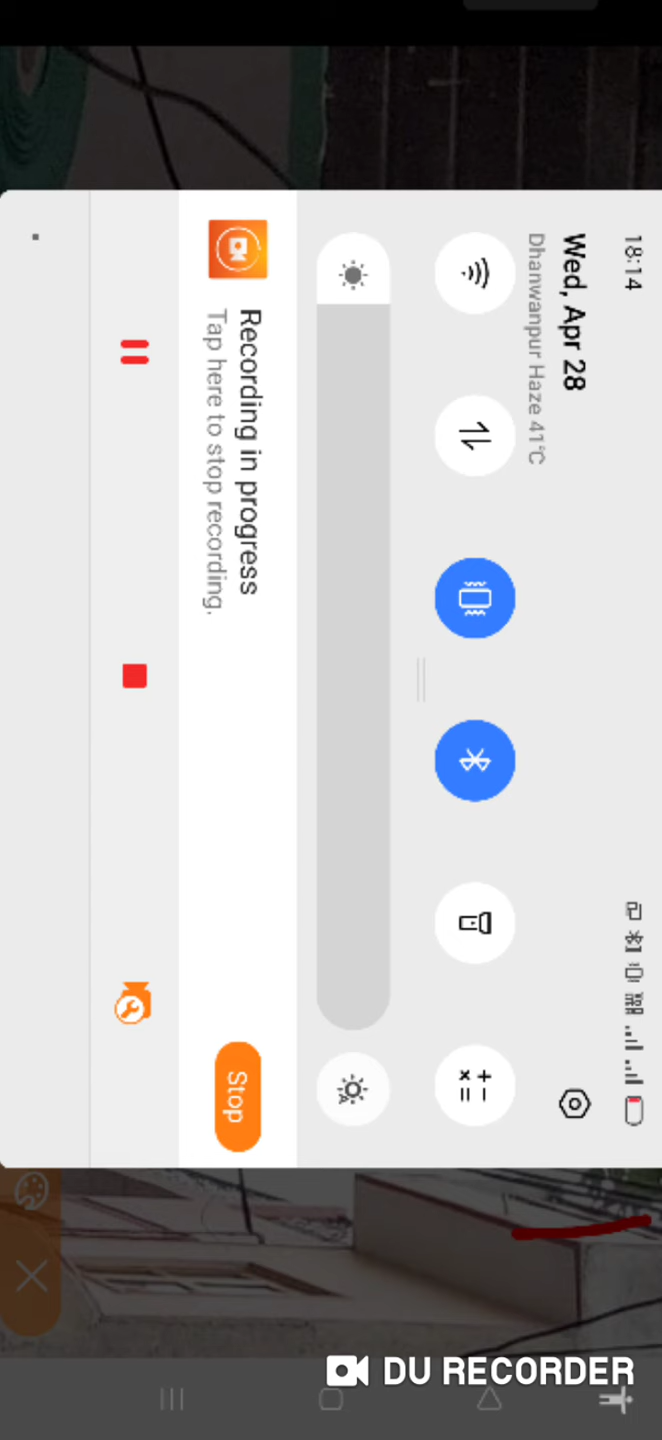 18:14
Wed, Apr 28
Dhanwanpur Haze 41°C
Recording in progress
Tap here to stop recording.
Stop
DU RECORDER